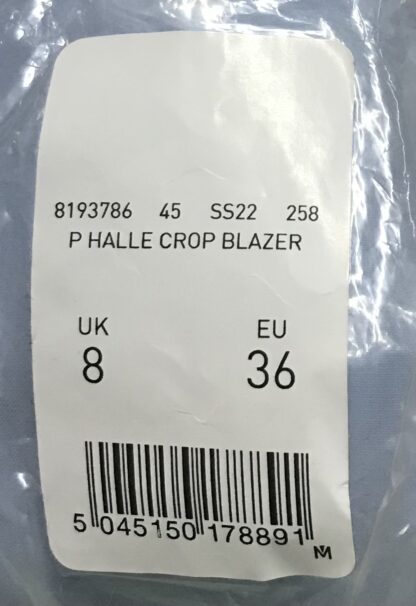 8193786 45 SS22 258
P HALLE CROP BLAZER
UK EU
8 36
5 045150 178891